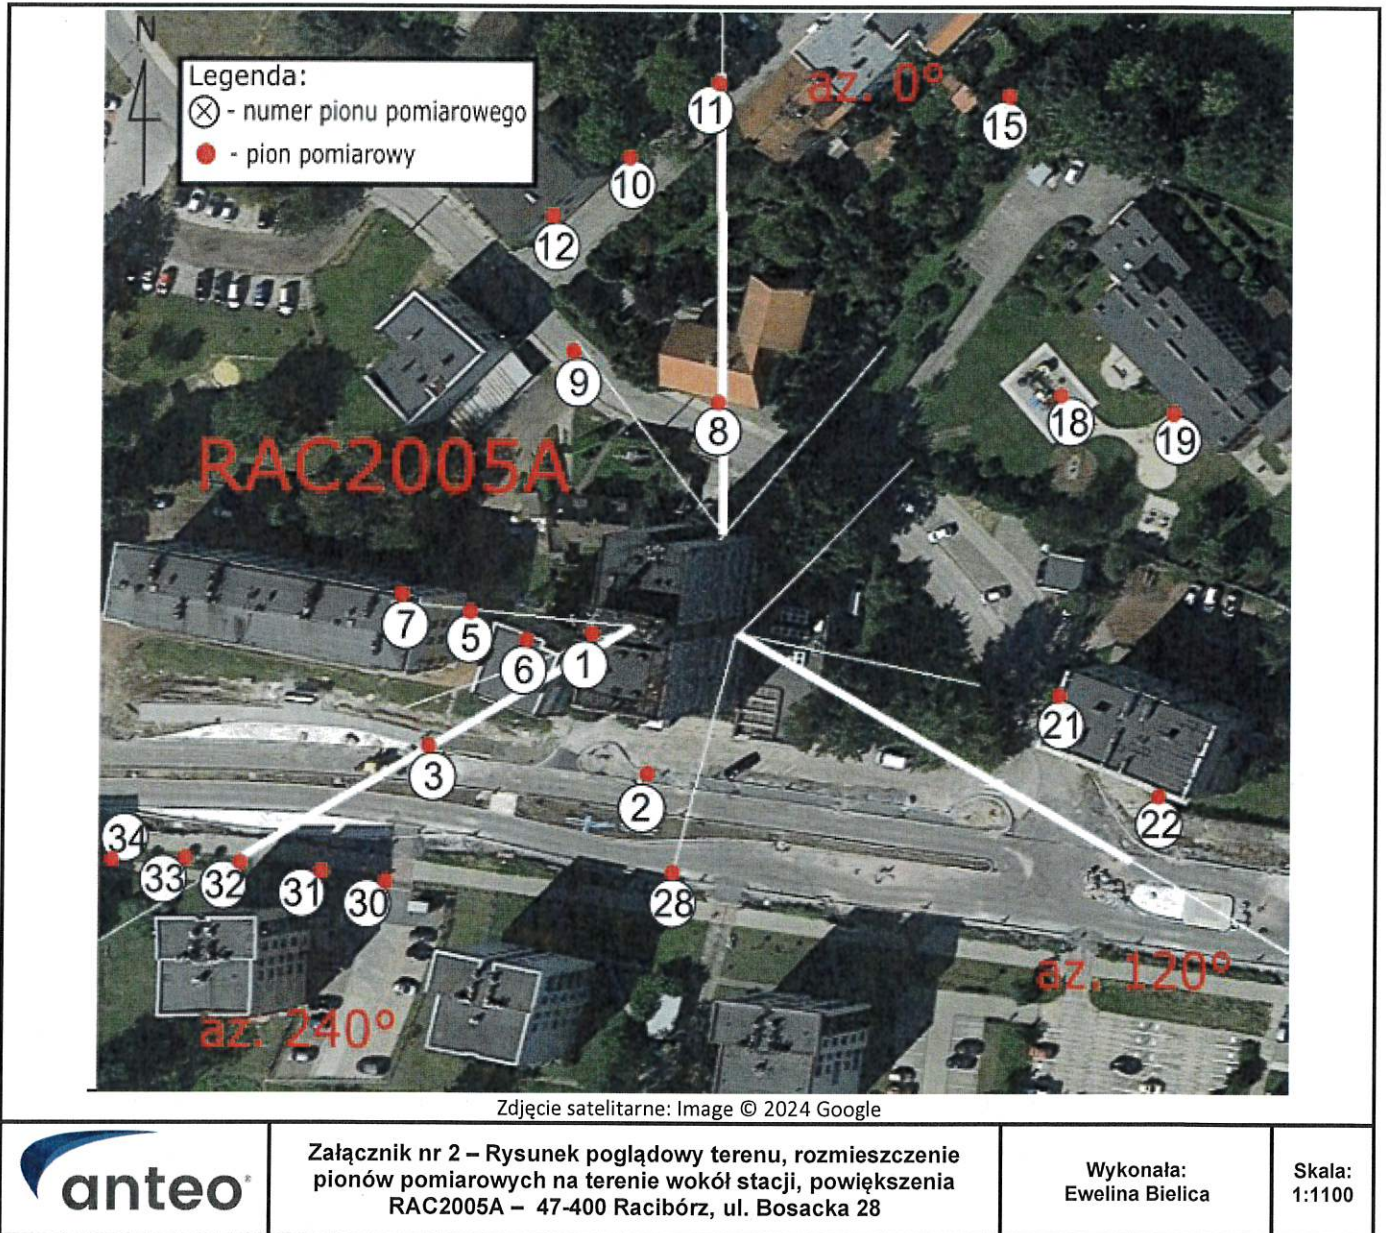 N
Legenda:
- numer pionu pomiarowego
- pion pomiarowy
az. 0°
11
15
10
12
9
8
18
19
RAC2005A
7
5
6
1
21
3
2
22
34
33
32
31
30
28
az. 120°
az. 240°
Zdjęcie satelitarne: Image © 2024 Google
anteo
Załącznik nr 2 – Rysunek poglądowy terenu, rozmieszczenie
pionów pomiarowych na terenie wokół stacji, powiększenia
RAC2005A – 47-400 Racibórz, ul. Bosacka 28
Wykonała:
Ewelina Bielica
Skala:
1:1100